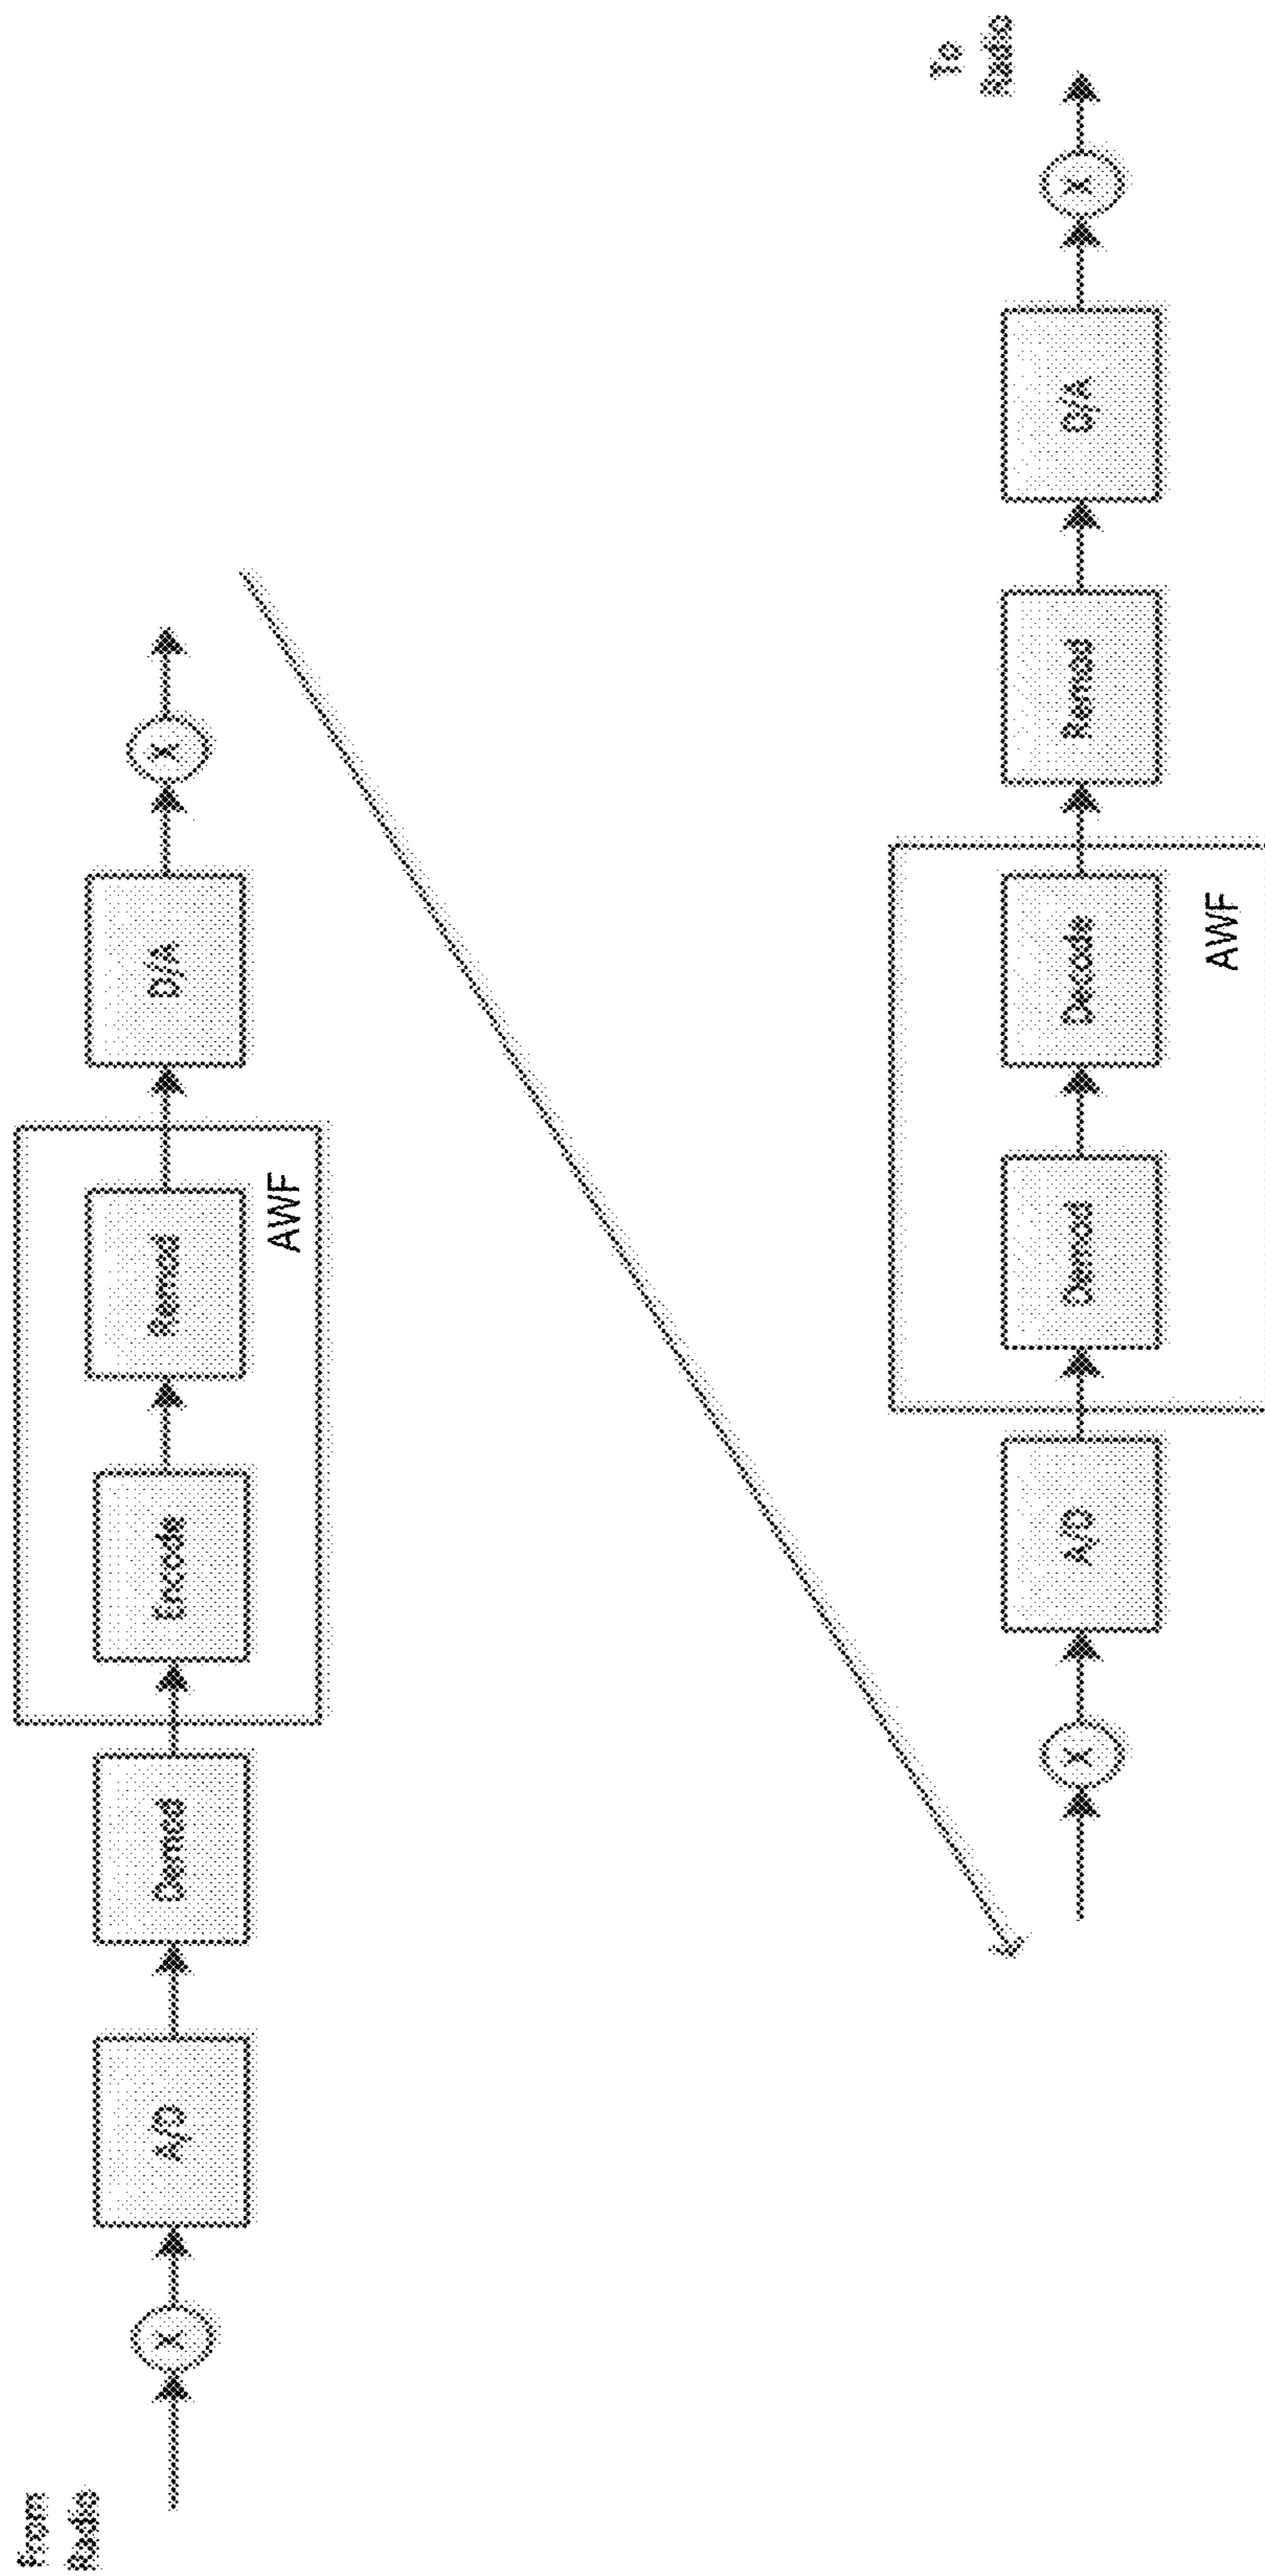 From
Radio
X
A/D
Demod
Encode
Remod
AWF
D/A
X
X
A/D
Demod
Decode
AWF
Remod
D/A
X
To
Radio